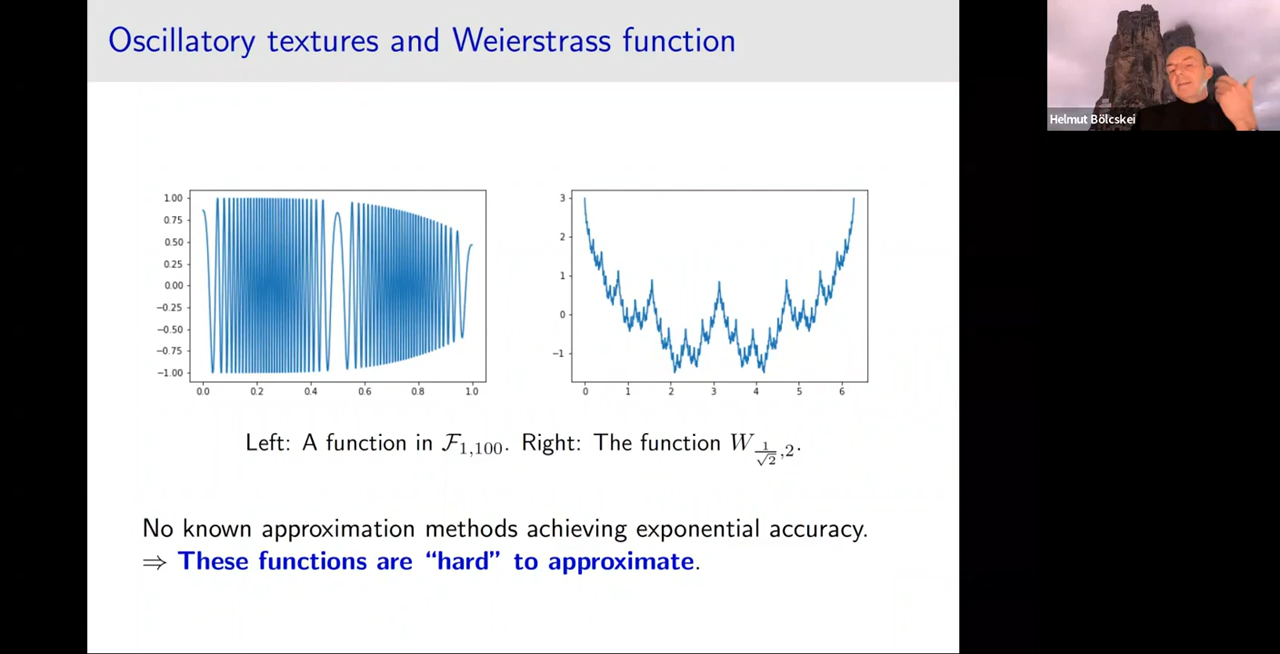 Oscillatory textures and Weierstrass function
Helmut Bölcskei
1.00
0.75
0.50
0.25
0.00
−0.25
−0.50
−0.75
−1.00
0.0 0.2 0.4 0.6 0.8 1.0
3
2
1
0
−1
0 1 2 3 4 5 6
Left: A function in ℱ₁,₁₀₀. Right: The function W_{1/√2, 2}.
No known approximation methods achieving exponential accuracy.
⇒ These functions are “hard” to approximate.